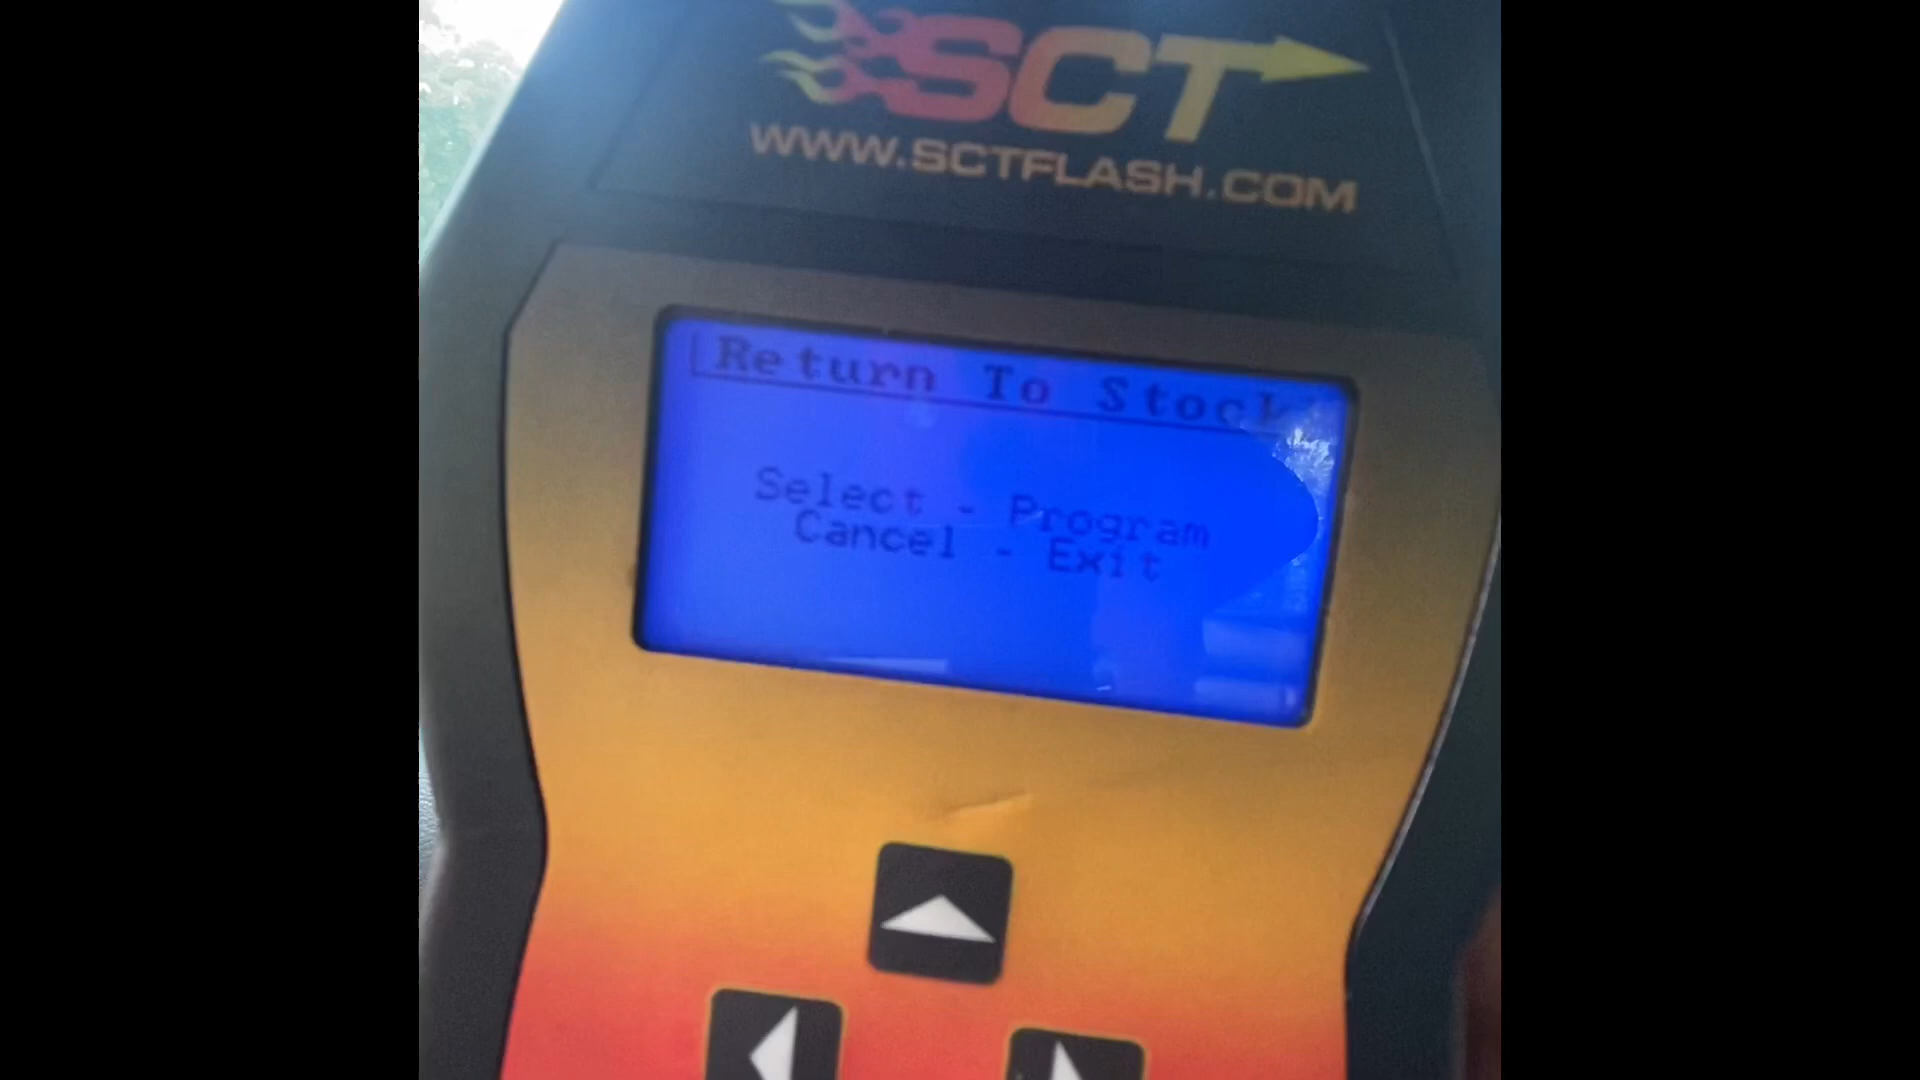 SCT
WWW.SCTFLASH.COM
Return To Stock
Select - Program
Cancel - Exit